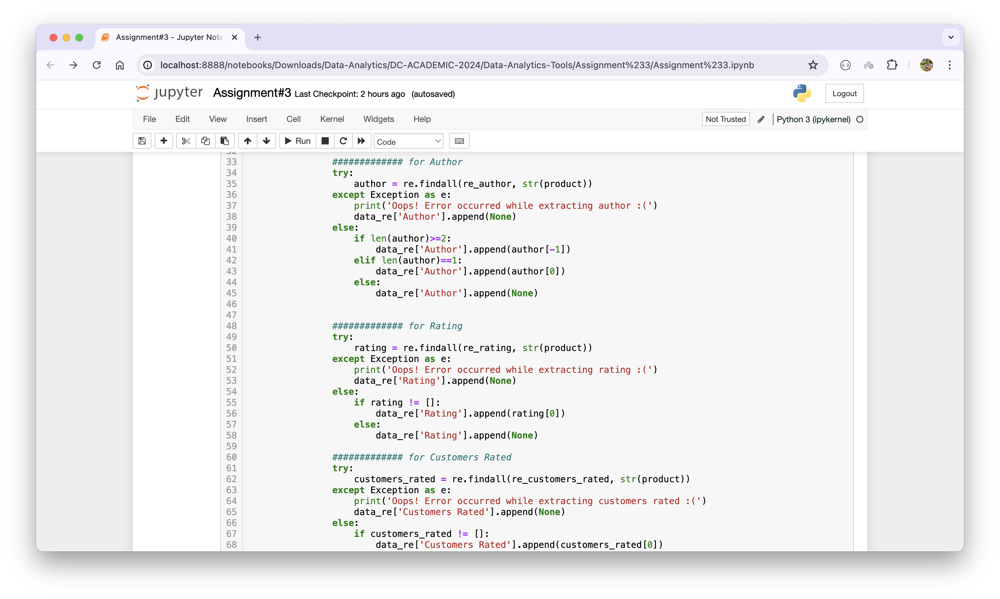 Assignment#3 - Jupyter Note
localhost:8888/notebooks/Downloads/Data-Analytics/DC-ACADEMIC-2024/Data-Analytics-Tools/Assignment%233/Assignment%233.ipynb
jupyter Assignment#3 Last Checkpoint: 2 hours ago (autosaved) Logout
File Edit View Insert Cell Kernel Widgets Help Not Trusted Python 3 (ipykernel)
Run Code
32
33 ############# for Author
34 try:
35 author = re.findall(re_author, str(product))
36 except Exception as e:
37 print('Oops! Error occurred while extracting author :(')
38 data_re['Author'].append(None)
39 else:
40 if len(author)>=2:
41 data_re['Author'].append(author[-1])
42 elif len(author)==1:
43 data_re['Author'].append(author[0])
44 else:
45 data_re['Author'].append(None)
46
47
48 ############# for Rating
49 try:
50 rating = re.findall(re_rating, str(product))
51 except Exception as e:
52 print('Oops! Error occurred while extracting rating :(')
53 data_re['Rating'].append(None)
54 else:
55 if rating != []:
56 data_re['Rating'].append(rating[0])
57 else:
58 data_re['Rating'].append(None)
59
60 ############# for Customers Rated
61 try:
62 customers_rated = re.findall(re_customers_rated, str(product))
63 except Exception as e:
64 print('Oops! Error occurred while extracting customers rated :(')
65 data_re['Customers Rated'].append(None)
66 else:
67 if customers_rated != []:
68 data_re['Customers Rated'].append(customers_rated[0])